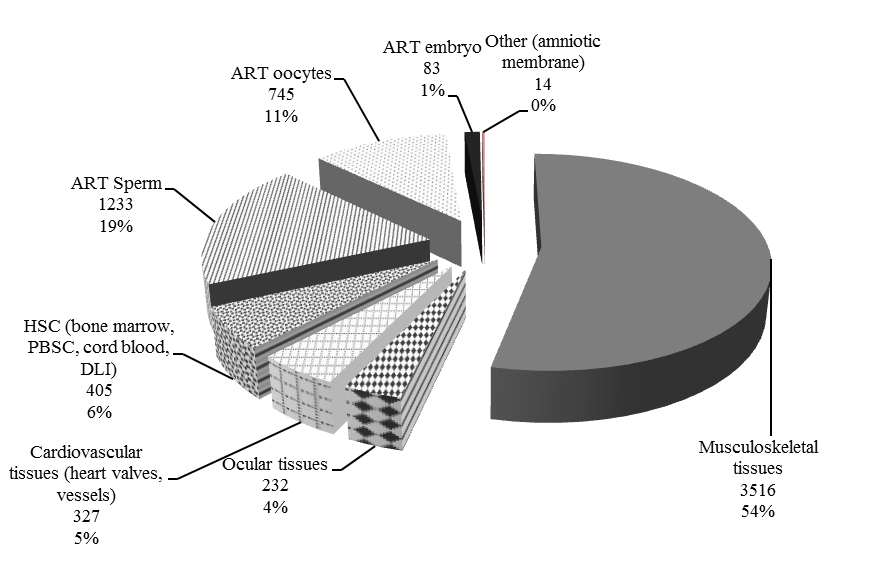 ART embryo
83
1%
Other (amniotic
membrane)
14
0%
ART oocytes
745
11%
ART Sperm
1233
19%
HSC (bone marrow,
PBSC, cord blood,
DLI)
405
6%
Cardiovascular
tissues (heart valves,
vessels)
327
5%
Ocular tissues
232
4%
Musculoskeletal
tissues
3516
54%